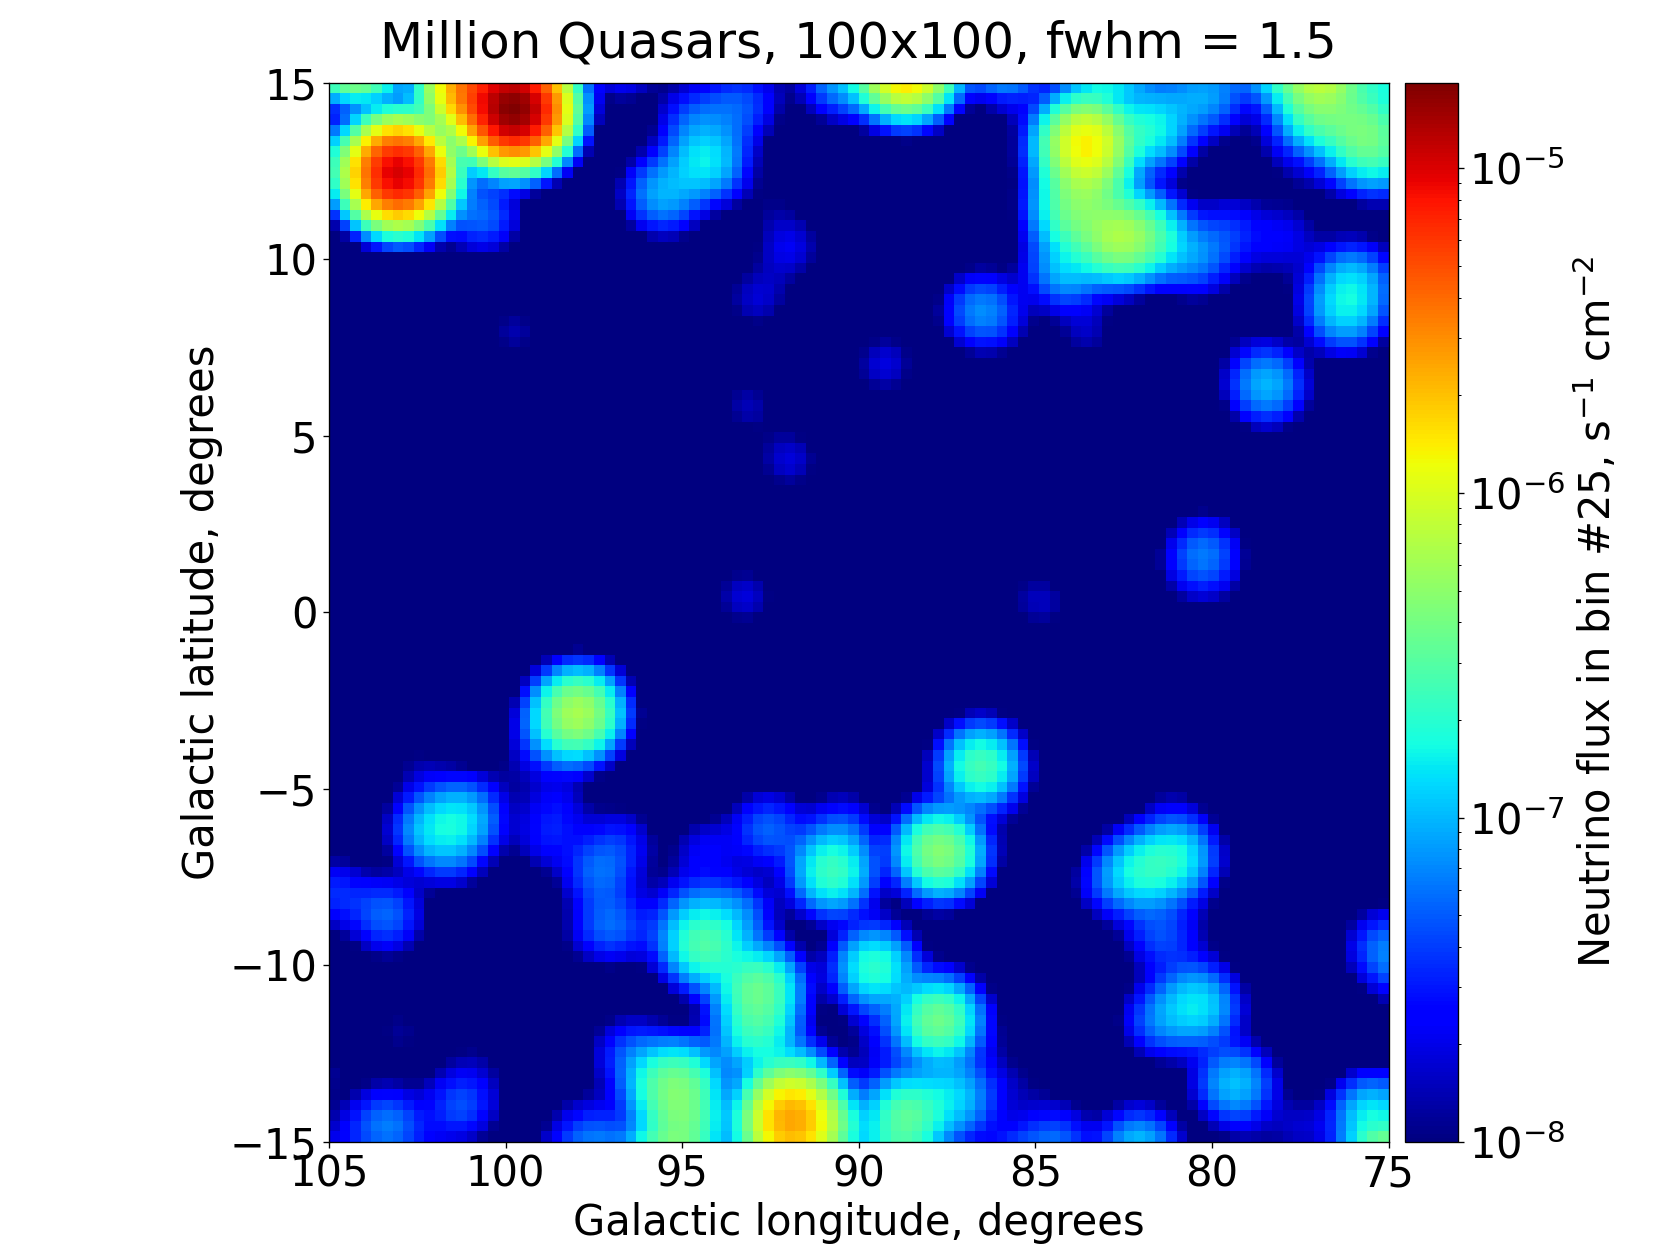 Million Quasars, 100x100, fwhm = 1.5
15
10
5
0
−5
−10
−15
Galactic latitude, degrees
105 100 95 90 85 80 75
Galactic longitude, degrees
10⁻⁵
10⁻⁶
10⁻⁷
10⁻⁸
Neutrino flux in bin #25, s⁻¹ cm⁻²